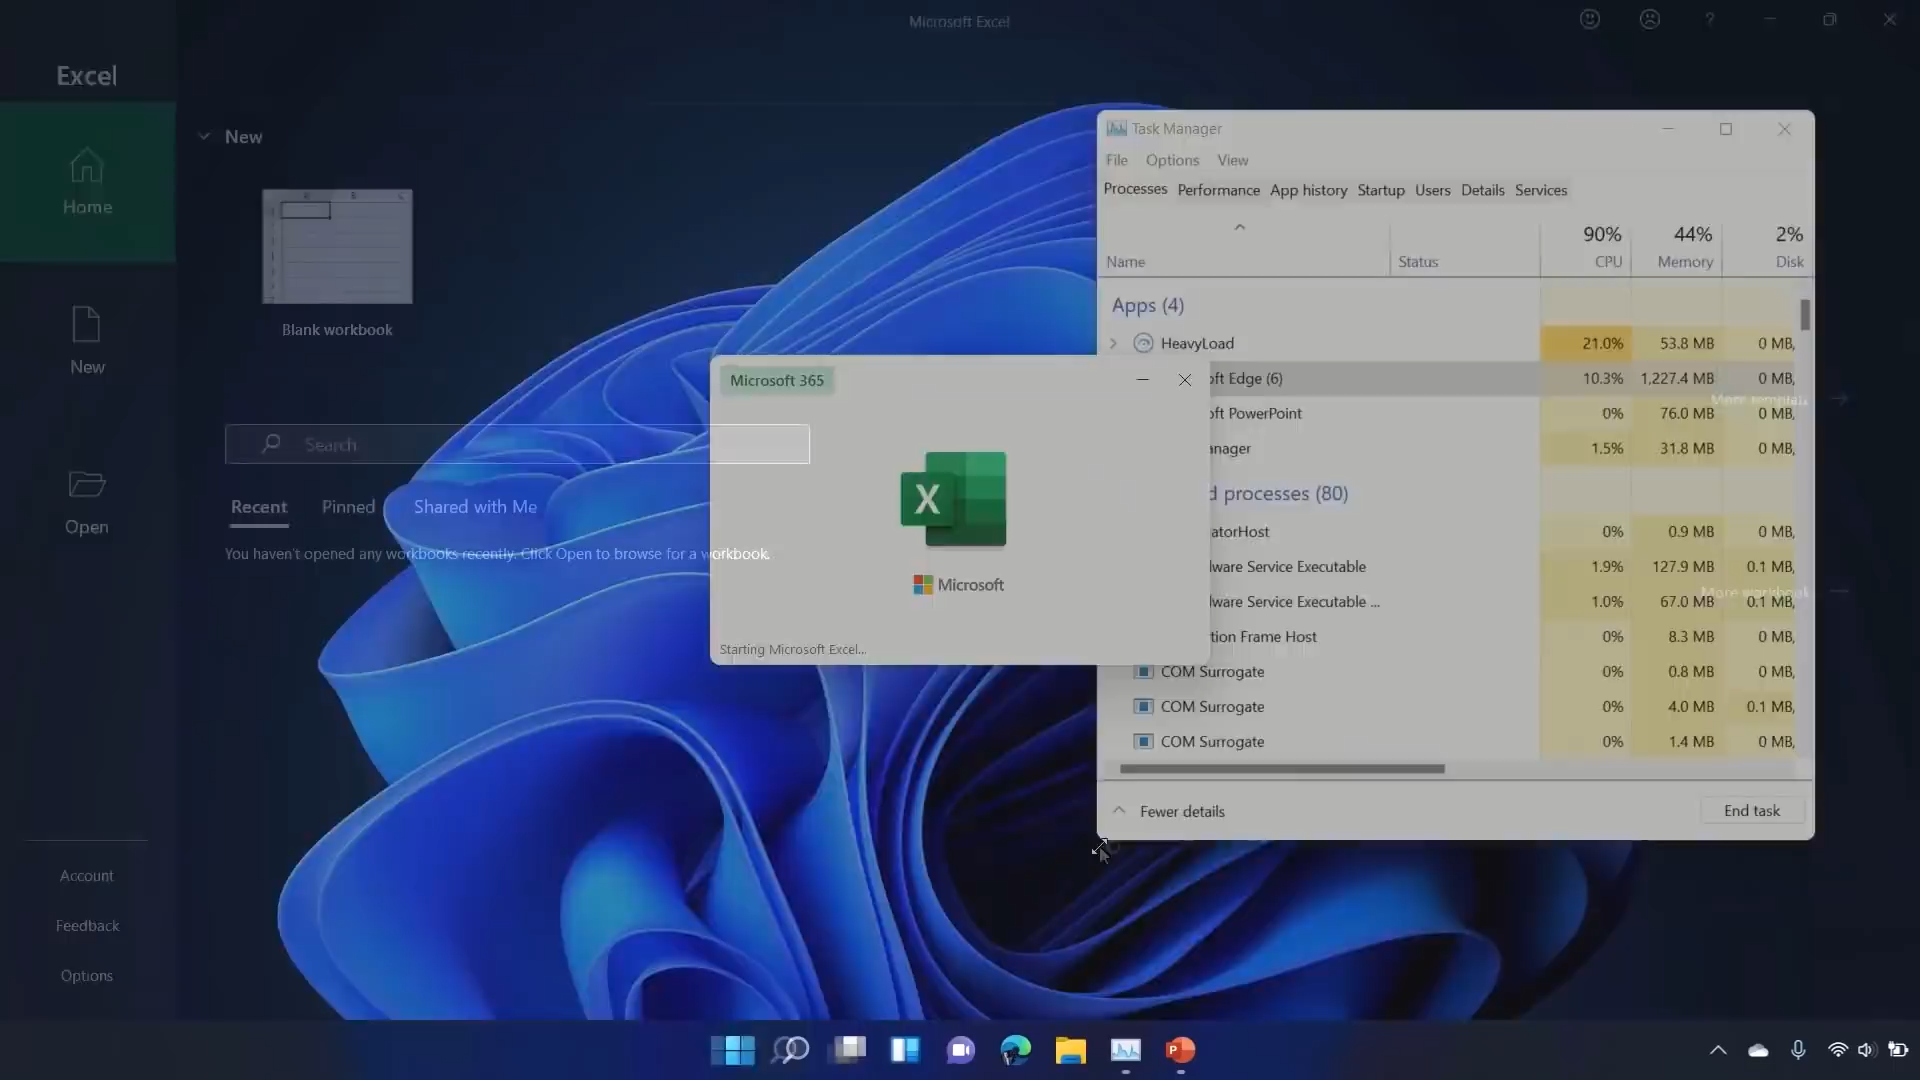 Microsoft Excel
Excel
Home
New
Open
Account
Feedback
Options
New
Blank workbook
Search
Recent Pinned Shared with Me
You haven't opened any workbooks recently. Click Open to browse for a workbook.
Microsoft 365
X
Microsoft
Starting Microsoft Excel...
Task Manager
File Options View
Processes Performance App history Startup Users Details Services
90% 44% 2%
Name Status CPU Memory Disk
Apps (4)
HeavyLoad 21.0% 53.8 MB 0 MB,
oft Edge (6) 10.3% 1,227.4 MB 0 MB,
More templat
oft PowerPoint 0% 76.0 MB 0 MB,
anager 1.5% 31.8 MB 0 MB,
d processes (80)
atorHost 0% 0.9 MB 0 MB,
lware Service Executable 1.9% 127.9 MB 0.1 MB,
More workbook
lware Service Executable ... 1.0% 67.0 MB 0.1 MB,
tion Frame Host 0% 8.3 MB 0 MB,
COM Surrogate 0% 0.8 MB 0 MB,
COM Surrogate 0% 4.0 MB 0.1 MB,
COM Surrogate 0% 1.4 MB 0 MB,
Fewer details End task